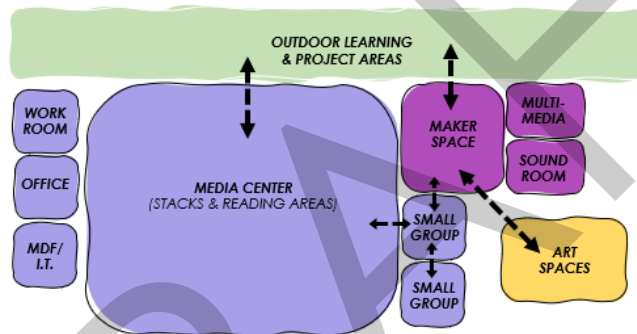 OUTDOOR LEARNING
& PROJECT AREAS
WORK
ROOM
OFFICE
MDF/
I.T.
MEDIA CENTER
(STACKS & READING AREAS)
MAKER
SPACE
MULTI-
MEDIA
SOUND
ROOM
SMALL
GROUP
SMALL
GROUP
ART
SPACES